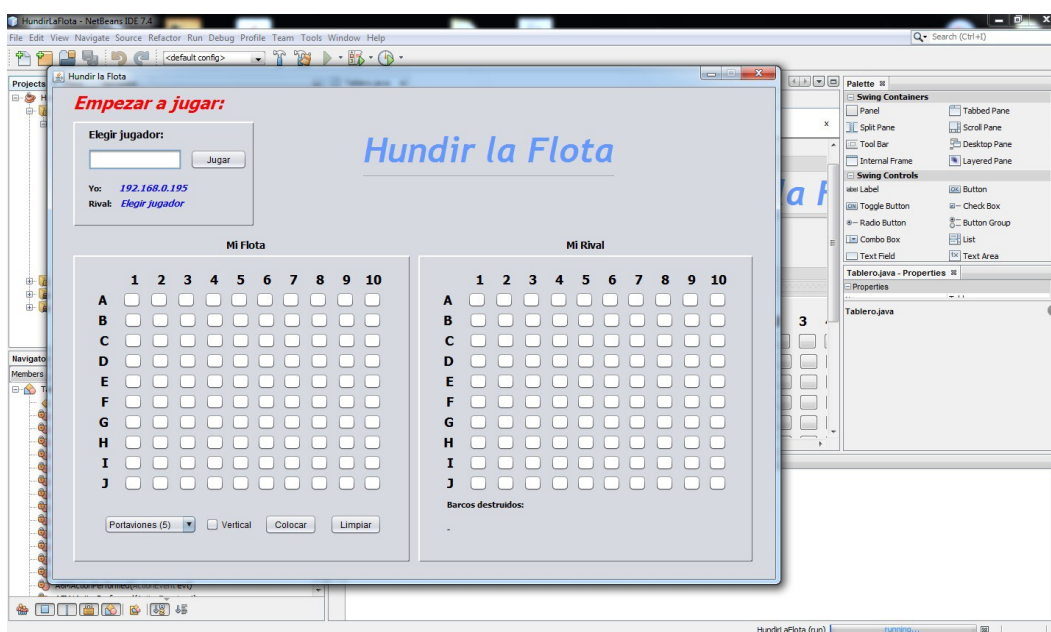 HundirLaFlota - NetBeans IDE 7.4
File Edit View Navigate Source Refactor Run Debug Profile Team Tools Window Help
Search (Ctrl+I)
<default config>
Projects
Hundir la Flota
Empezar a jugar:
Elegir jugador:
Jugar
Yo: 192.168.0.195
Rival: Elegir jugador
Hundir la Flota
Mi Flota
1 2 3 4 5 6 7 8 9 10
A
B
C
D
E
F
G
H
I
J
Portaviones (5) Vertical Colocar Limpiar
Mi Rival
1 2 3 4 5 6 7 8 9 10
A
B
C
D
E
F
G
H
I
J
Barcos destruidos:
-
a F
3
Navigato
Members
Palette
Swing Containers
Panel Tabbed Pane
Split Pane Scroll Pane
Tool Bar Desktop Pane
Internal Frame Layered Pane
Swing Controls
label Label OK Button
ON Toggle Button Check Box
Radio Button Button Group
Combo Box List
Text Field Text Area
Tablero.java - Properties
Properties
Tablero.java
HundirLaFlota (run) running...